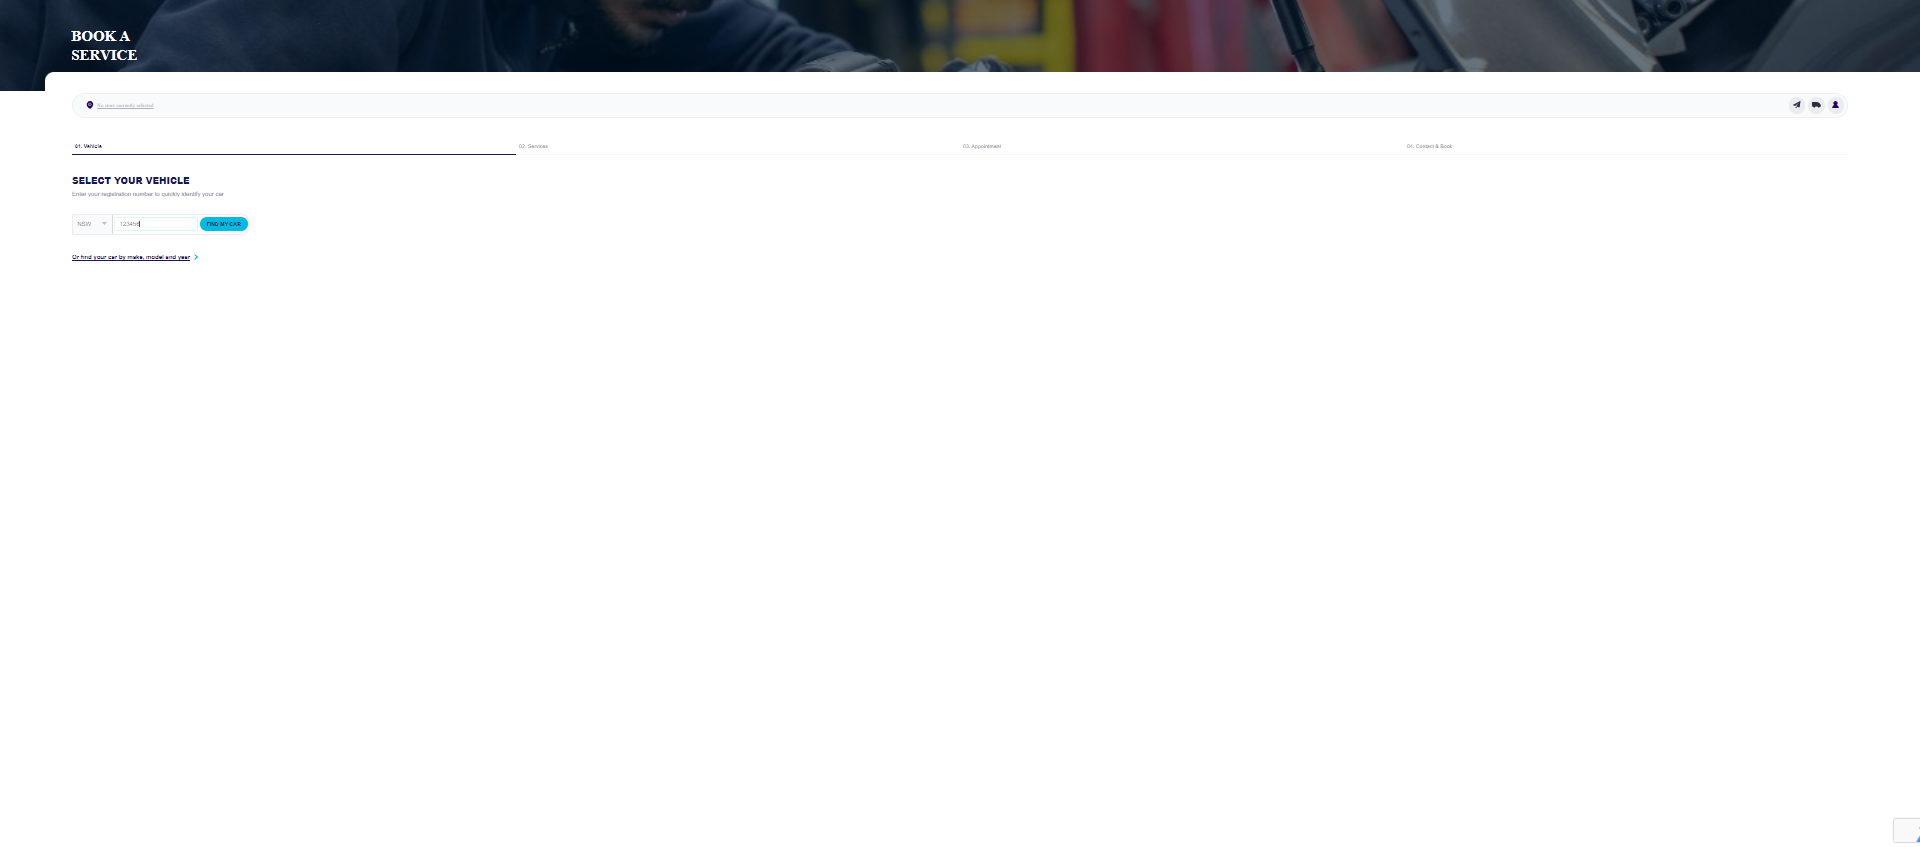 BOOK A
SERVICE
No store currently selected
01. Vehicle
02. Services
03. Appointment
04. Contact & Book
SELECT YOUR VEHICLE
Enter your registration number to quickly identify your car
NSW
123456
FIND MY CAR
Or find your car by make, model and year